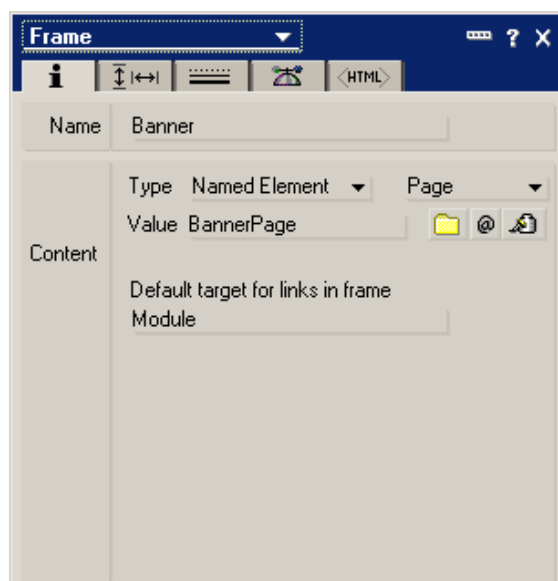 Frame ?
i <HTML>
Name Banner
Type Named Element Page
Value BannerPage @
Content
Default target for links in frame
Module